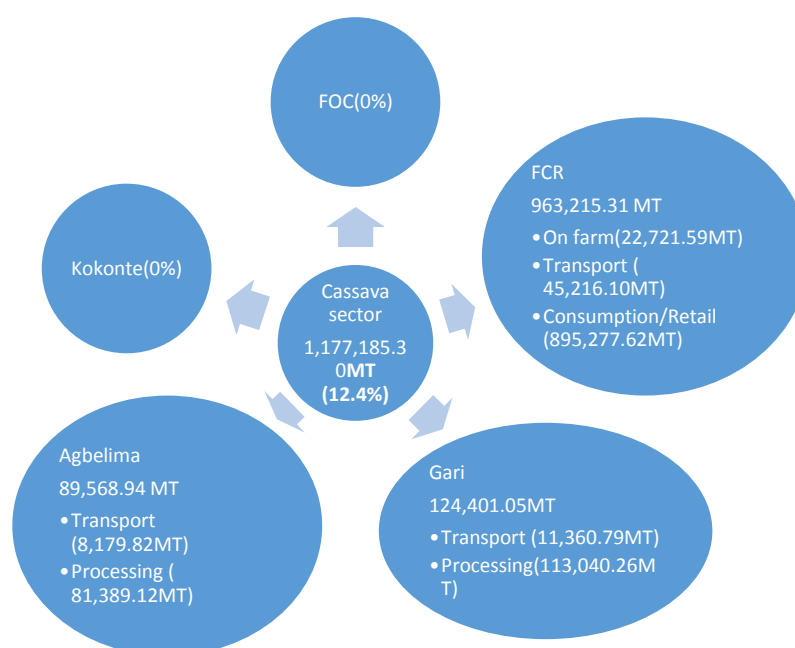 FOC(0%)
Kokonte(0%)
FCR
963,215.31 MT
•On farm(22,721.59MT)
•Transport (
45,216.10MT)
•Consumption/Retail
(895,277.62MT)
Cassava
sector
1,177,185.3
0MT
(12.4%)
Agbelima
89,568.94 MT
•Transport
(8,179.82MT)
•Processing (
81,389.12MT)
Gari
124,401.05MT
•Transport (11,360.79MT)
•Processing(113,040.26M
T)